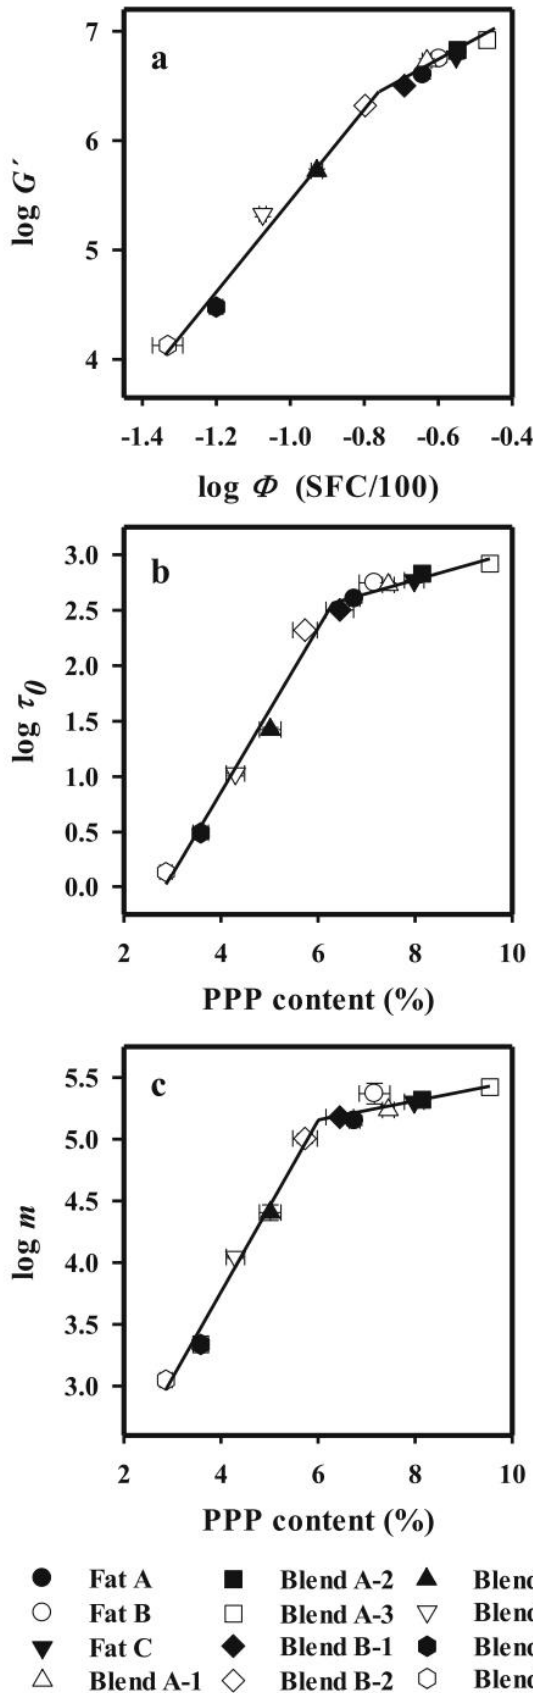 a
7
6
5
4
log G´
-1.4 -1.2 -1.0 -0.8 -0.6 -0.4
log Φ (SFC/100)
b
3.0
2.5
2.0
1.5
1.0
0.5
0.0
log τ0
2 4 6 8 10
PPP content (%)
c
5.5
5.0
4.5
4.0
3.5
3.0
log m
2 4 6 8 10
PPP content (%)
Fat A Blend A-2 Blend
Fat B Blend A-3 Blend
Fat C Blend B-1 Blend
Blend A-1 Blend B-2 Blend